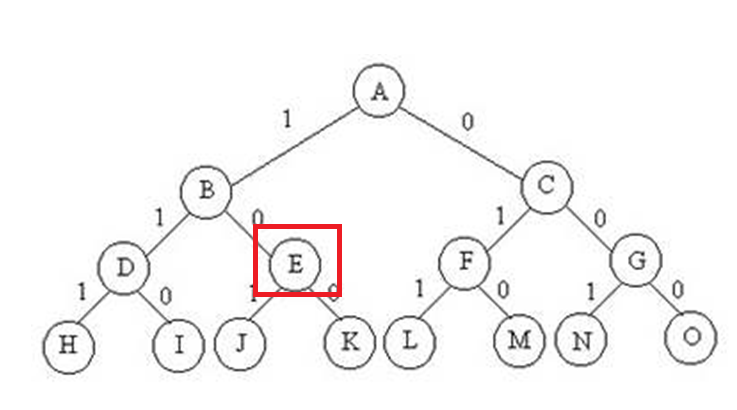 A
1 0
B C
1 0 1 0
D E F G
1 0 1 0 1 0 1 0
H I J K L M N O